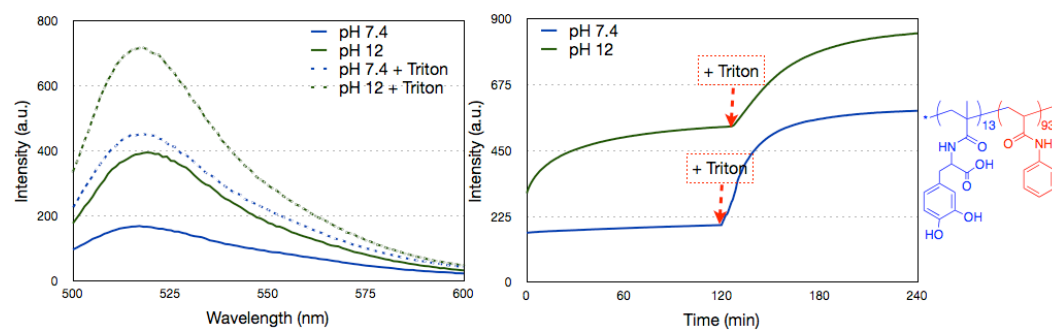 800
600
400
200
0
Intensity (a.u.)
500
525
550
575
600
Wavelength (nm)
pH 7.4
pH 12
pH 7.4 + Triton
pH 12 + Triton
900
675
450
225
0
Intensity (a.u.)
0
60
120
180
240
Time (min)
pH 7.4
pH 12
+ Triton
+ Triton
*
13
93
O
NH
OH
O
OH
HO
O
NH